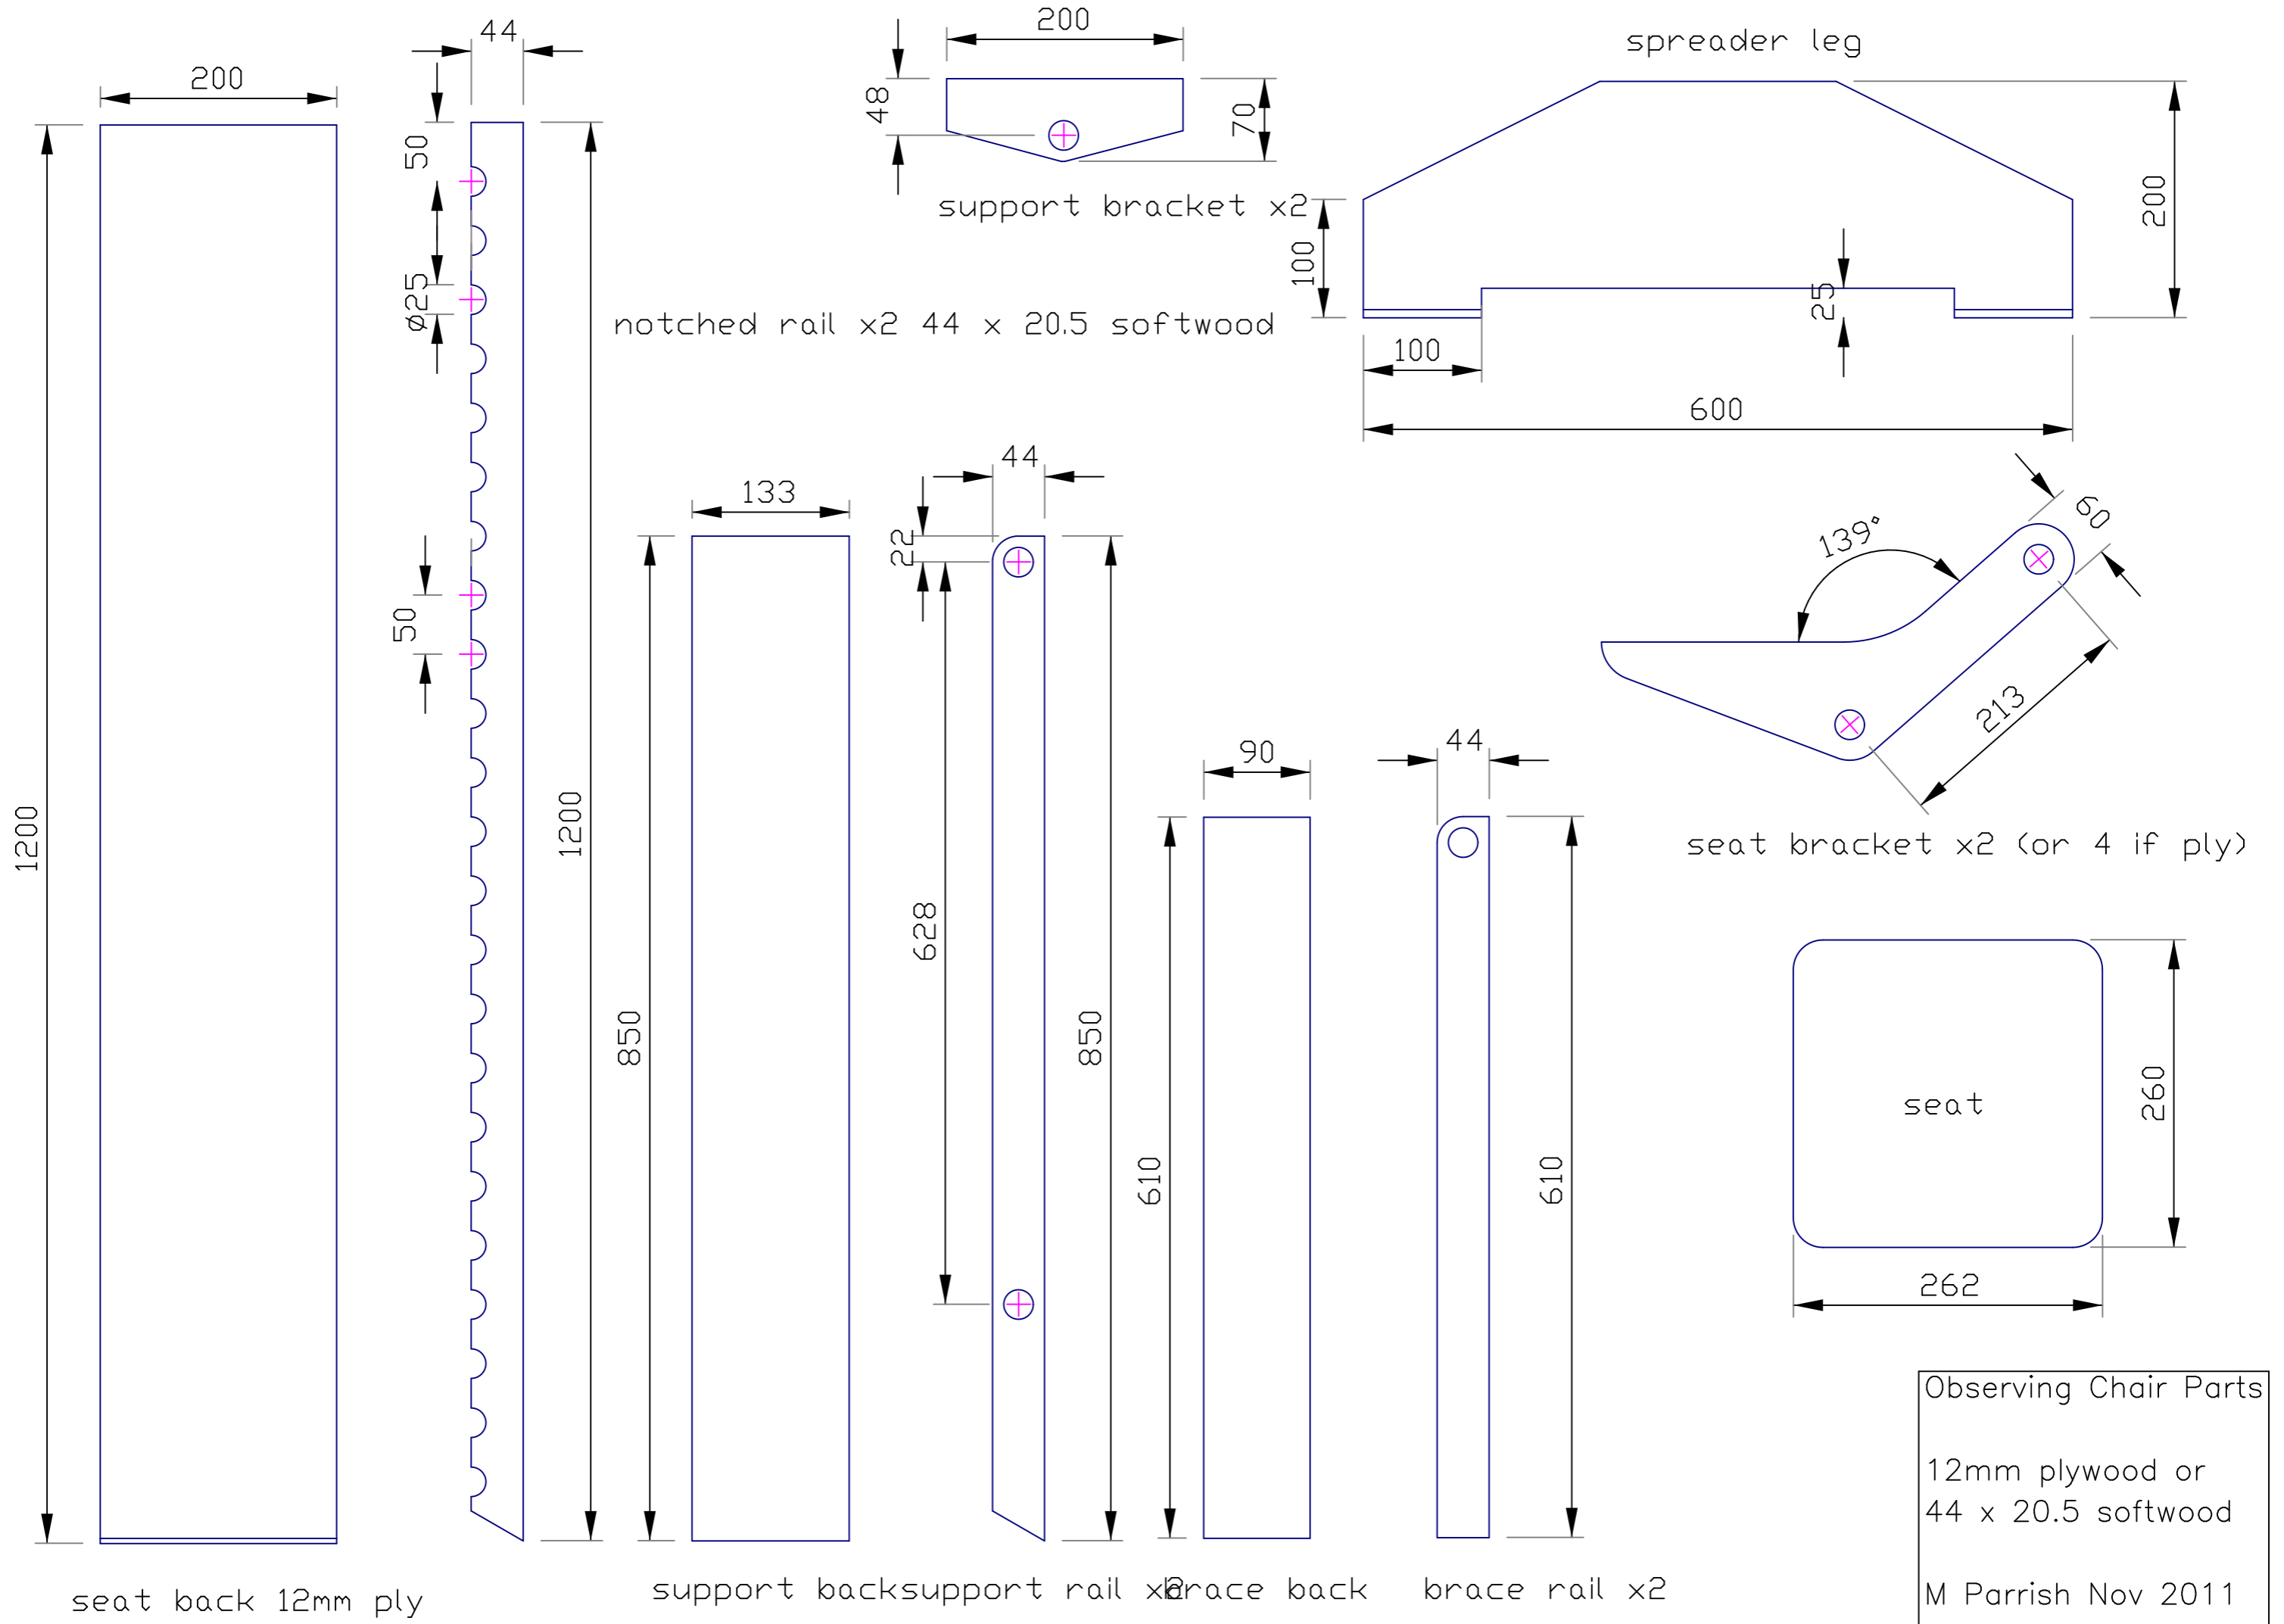 44
200
spreader leg
200
48
70
50
support bracket x2
200
100
ø25
25
notched rail x2 44 x 20.5 softwood
100
600
44
133
60
139°
22
50
213
44
90
1200
1200
seat bracket x2 (or 4 if ply)
628
850
850
260
seat
610
610
262
Observing Chair Parts
12mm plywood or
44 x 20.5 softwood
M Parrish Nov 2011
seat back 12mm ply
support back
support rail x2
brace back
brace rail x2